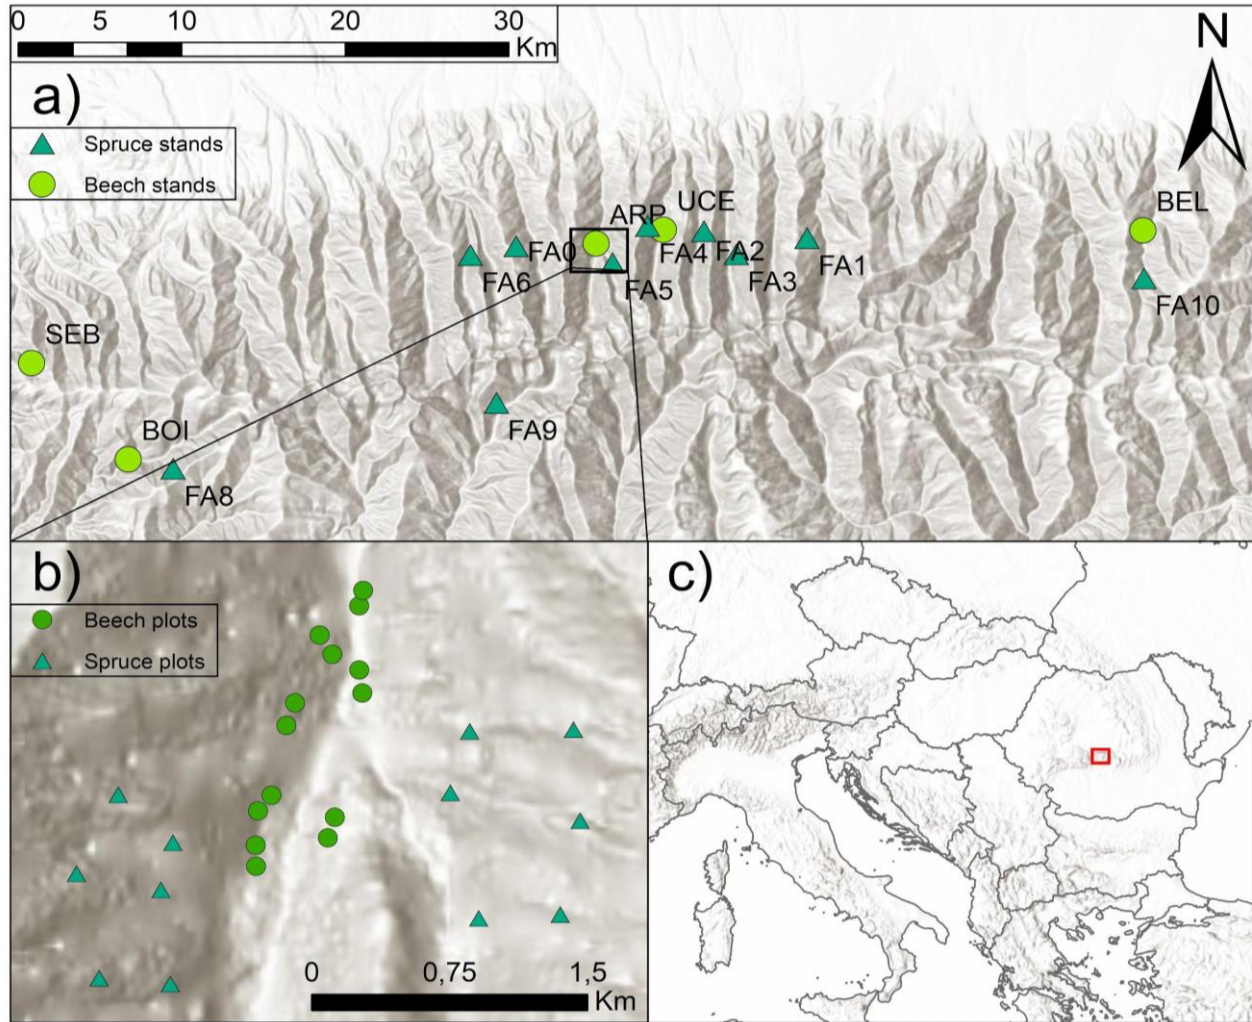 0 5 10 20 30 Km
N
a)
Spruce stands
Beech stands
ARP UCE BEL
FA0 FA4 FA2 FA1
FA6 FA5 FA3 FA10
SEB
FA9
BOI
FA8
b)
Beech plots
Spruce plots
0 0,75 1,5
Km
c)